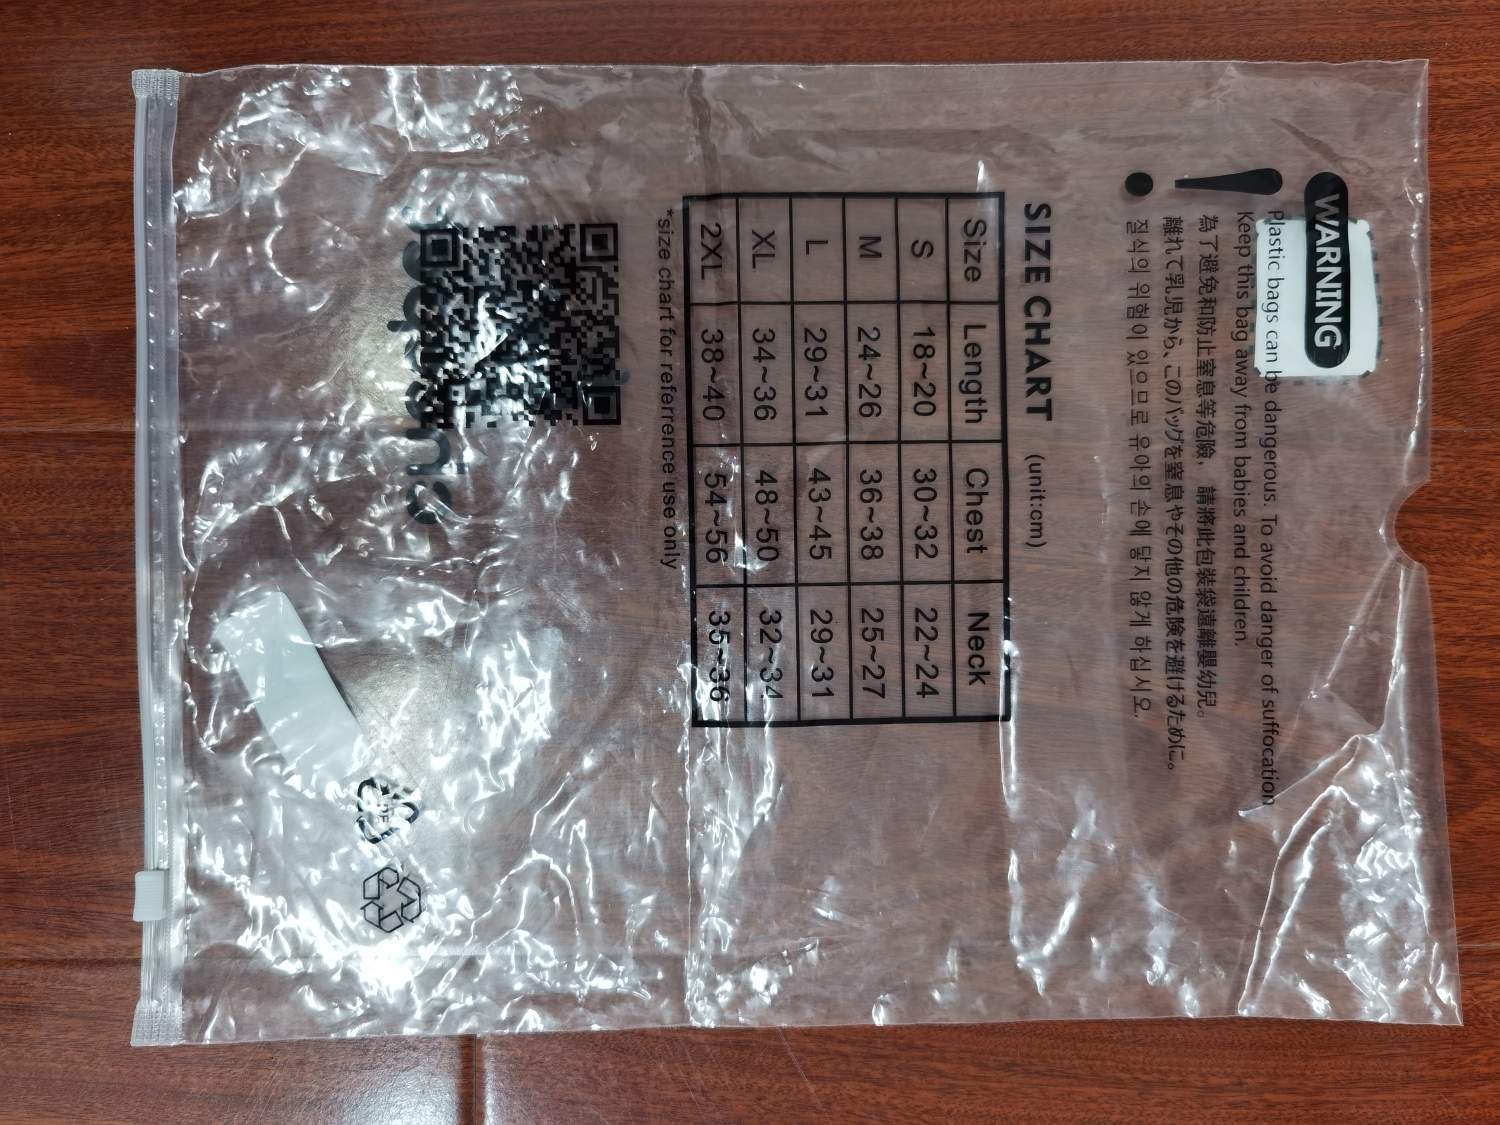 WARNING
Plastic bags can be dangerous. To avoid danger of suffocation
Keep this bag away from babies and children.
為了避免和防止窒息等危險， 請將此包裝袋遠離嬰幼兒。
離れて乳児から、このバッグを窒息やその他の危険を避けるために。
질식의 위험이 있으므로 유아의 손에 닿지 않게 하십시오.
SIZE CHART (unit:cm)
Size Length Chest Neck
S 18~20 30~32 22~24
M 24~26 36~38 25~27
L 29~31 43~45 29~31
XL 34~36 48~50 32~34
2XL 38~40 54~56 35~36
*size chart for referrence use only